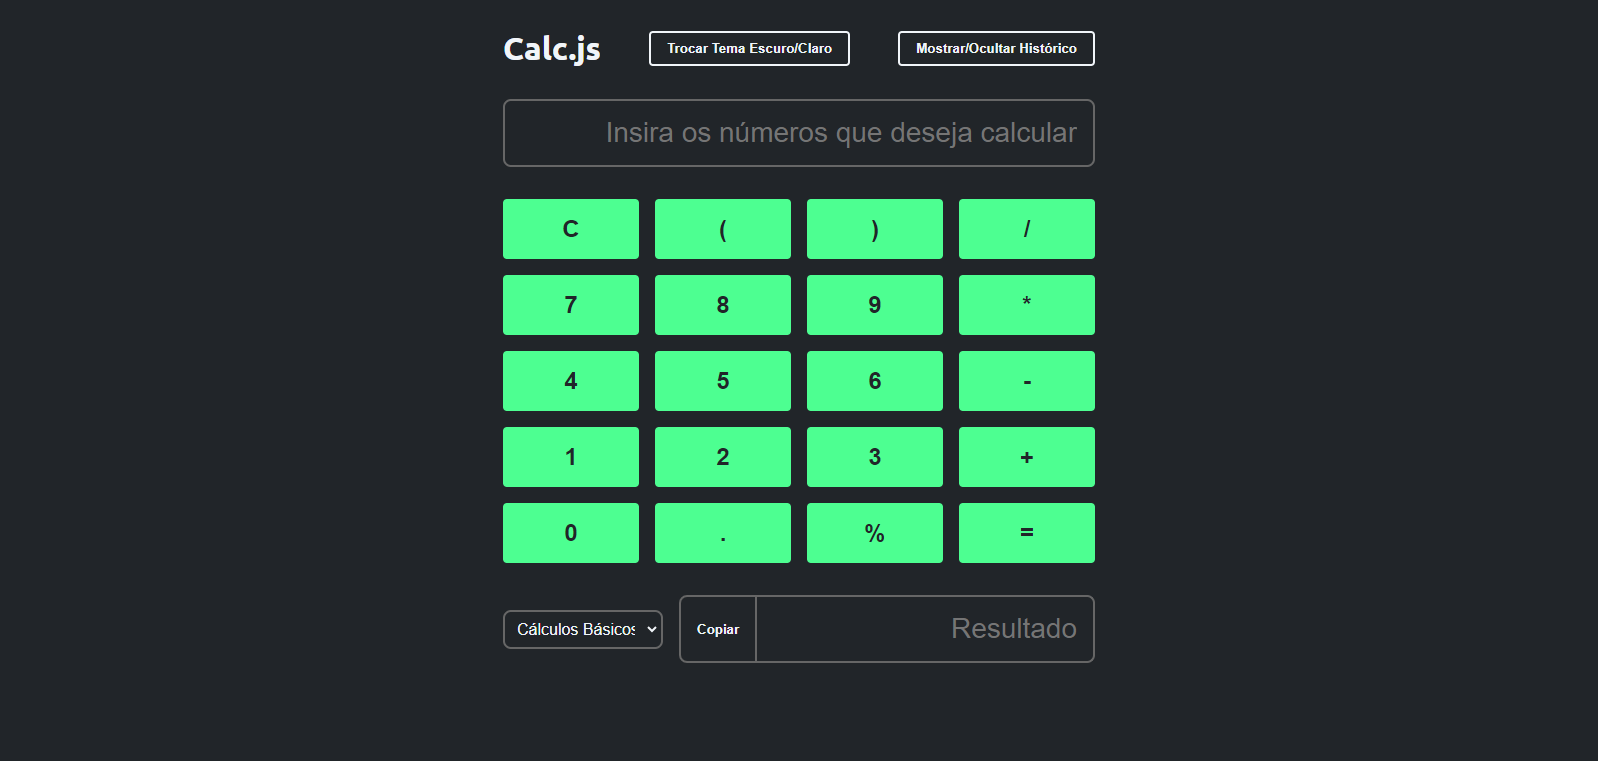 Calc.js Trocar Tema Escuro/Claro Mostrar/Ocultar Histórico
Insira os números que deseja calcular
C ( ) /
7 8 9 *
4 5 6 -
1 2 3 +
0 . % =
Cálculos Básicos Copiar Resultado